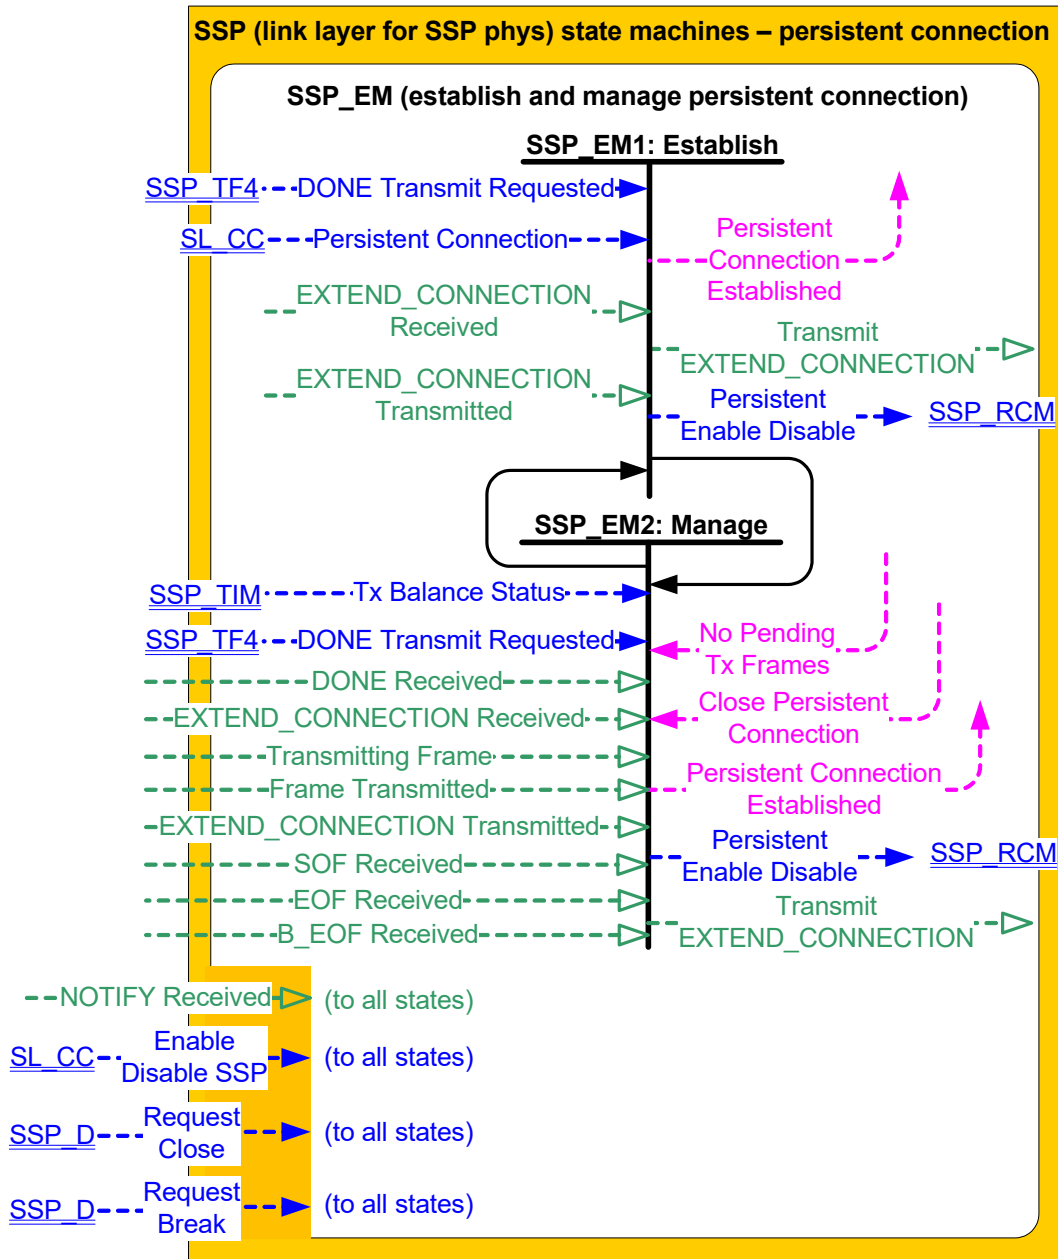 SSP (link layer for SSP phys) state machines – persistent connection
SSP_EM (establish and manage persistent connection)
SSP_EM1: Establish
SSP_TF4 DONE Transmit Requested
SL_CC Persistent Connection
Persistent
Connection
Established
EXTEND_CONNECTION
Received
Transmit
EXTEND_CONNECTION
EXTEND_CONNECTION
Transmitted
Persistent
Enable Disable
SSP_RCM
SSP_EM2: Manage
SSP_TIM Tx Balance Status
SSP_TF4 DONE Transmit Requested
No Pending
Tx Frames
DONE Received
EXTEND_CONNECTION Received
Close Persistent
Connection
Transmitting Frame
Frame Transmitted
Persistent Connection
Established
EXTEND_CONNECTION Transmitted
Persistent
Enable Disable
SSP_RCM
SOF Received
EOF Received
B_EOF Received
Transmit
EXTEND_CONNECTION
NOTIFY Received (to all states)
SL_CC
Enable
Disable SSP
(to all states)
SSP_D
Request
Close
(to all states)
SSP_D
Request
Break
(to all states)